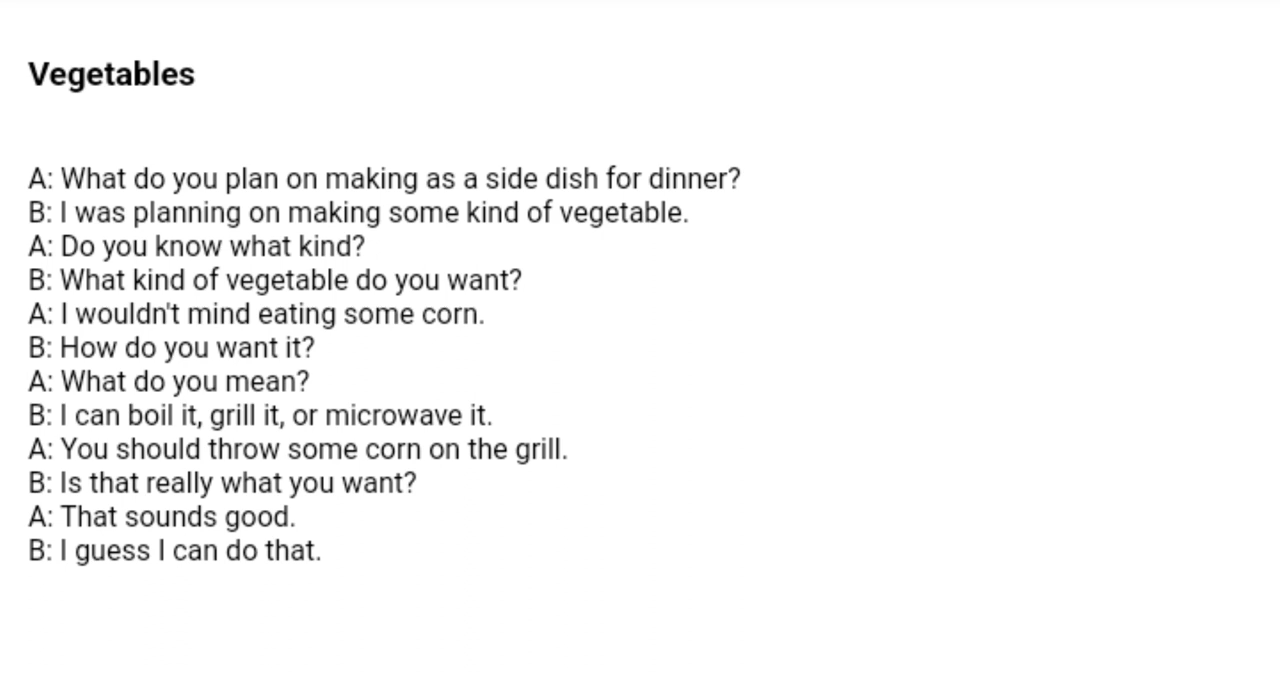 Vegetables
A: What do you plan on making as a side dish for dinner?
B: I was planning on making some kind of vegetable.
A: Do you know what kind?
B: What kind of vegetable do you want?
A: I wouldn't mind eating some corn.
B: How do you want it?
A: What do you mean?
B: I can boil it, grill it, or microwave it.
A: You should throw some corn on the grill.
B: Is that really what you want?
A: That sounds good.
B: I guess I can do that.